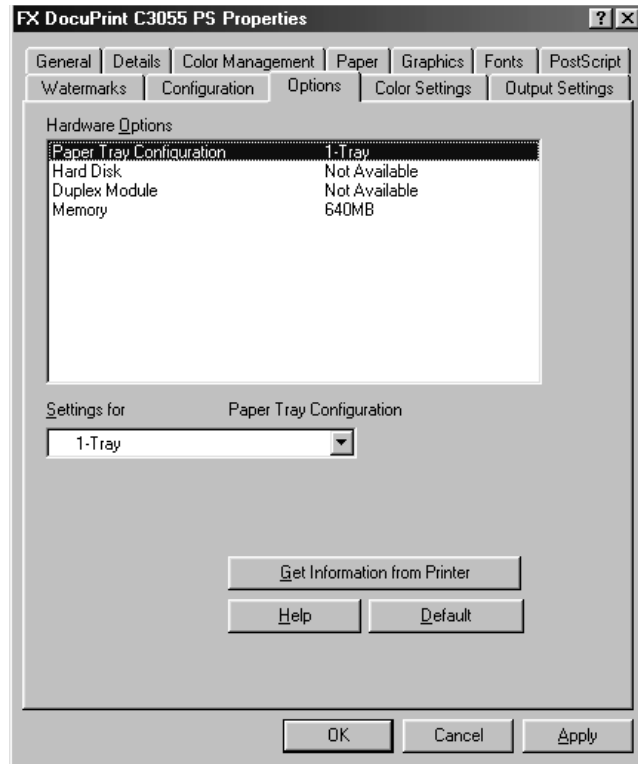 FX DocuPrint C3055 PS Properties ? X
General Details Color Management Paper Graphics Fonts PostScript
Watermarks Configuration Options Color Settings Output Settings
Hardware Options
Paper Tray Configuration 1-Tray
Hard Disk Not Available
Duplex Module Not Available
Memory 640MB
Settings for Paper Tray Configuration
1-Tray
Get Information from Printer
Help Default
OK Cancel Apply